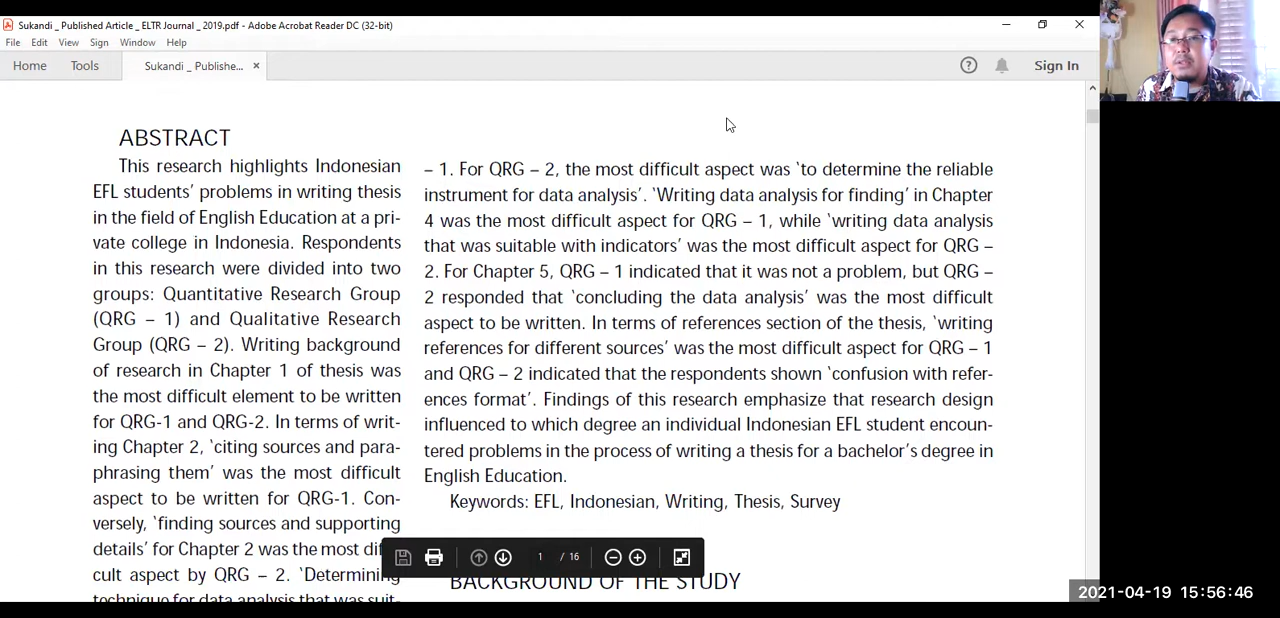 Sukandi _ Published Article _ ELTR Journal _ 2019.pdf - Adobe Acrobat Reader DC (32-bit)
File Edit View Sign Window Help
Home Tools Sukandi _ Publishe... × Sign In
ABSTRACT
This research highlights Indonesian
EFL students’ problems in writing thesis
in the field of English Education at a pri-
vate college in Indonesia. Respondents
in this research were divided into two
groups: Quantitative Research Group
(QRG – 1) and Qualitative Research
Group (QRG – 2). Writing background
of research in Chapter 1 of thesis was
the most difficult element to be written
for QRG-1 and QRG-2. In terms of writ-
ing Chapter 2, ‘citing sources and para-
phrasing them’ was the most difficult
aspect to be written for QRG-1. Con-
versely, ‘finding sources and supporting
details’ for Chapter 2 was the most dif
cult aspect by QRG – 2. ‘Determining
technique for data analysis that was suit-
– 1. For QRG – 2, the most difficult aspect was ‘to determine the reliable
instrument for data analysis’. ‘Writing data analysis for finding’ in Chapter
4 was the most difficult aspect for QRG – 1, while ‘writing data analysis
that was suitable with indicators’ was the most difficult aspect for QRG –
2. For Chapter 5, QRG – 1 indicated that it was not a problem, but QRG –
2 responded that ‘concluding the data analysis’ was the most difficult
aspect to be written. In terms of references section of the thesis, ‘writing
references for different sources’ was the most difficult aspect for QRG – 1
and QRG – 2 indicated that the respondents shown ‘confusion with refer-
ences format’. Findings of this research emphasize that research design
influenced to which degree an individual Indonesian EFL student encoun-
tered problems in the process of writing a thesis for a bachelor’s degree in
English Education.
Keywords: EFL, Indonesian, Writing, Thesis, Survey
1 / 16
BACKGROUND OF THE STUDY
2021-04-19 15:56:46